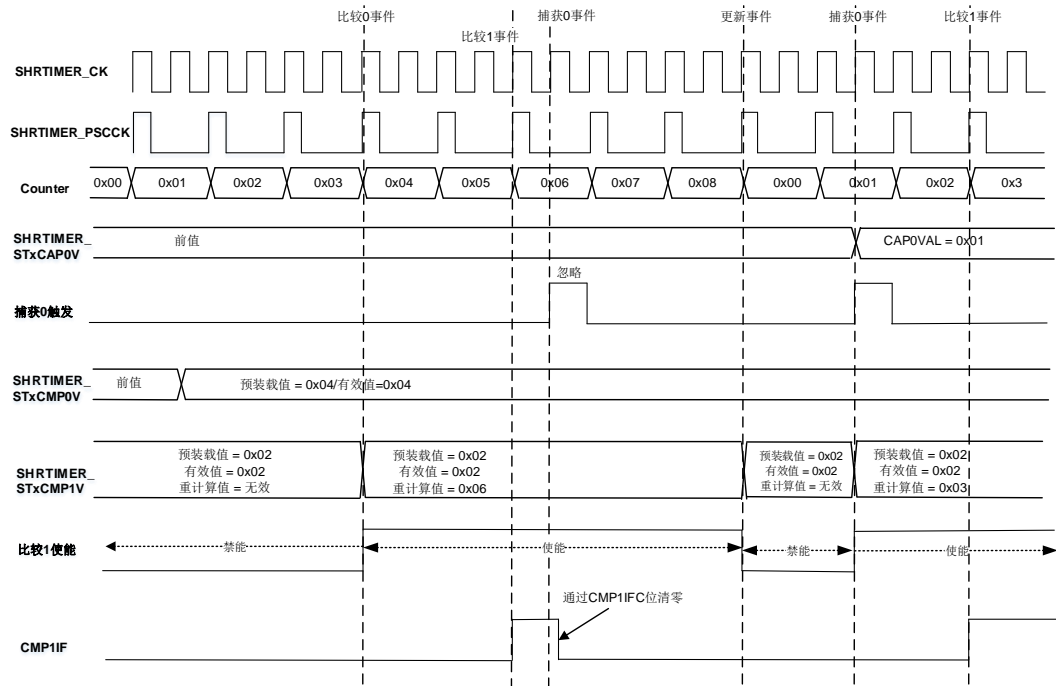 比较0事件
捕获0事件
更新事件
捕获0事件
比较1事件
比较1事件
SHRTIMER_CK
SHRTIMER_PSCCK
Counter 0x00 0x01 0x02 0x03 0x04 0x05 0x06 0x07 0x08 0x00 0x01 0x02 0x3
SHRTIMER_
STxCAP0V
前值
CAP0VAL = 0x01
忽略
捕获0触发
SHRTIMER_
STxCMP0V
前值
预装载值 = 0x04/有效值=0x04
SHRTIMER_
STxCMP1V
预装载值 = 0x02
有效值 = 0x02
重计算值 = 无效
预装载值 = 0x02
有效值 = 0x02
重计算值 = 0x06
预装载值 = 0x02
有效值 = 0x02
重计算值 = 无效
预装载值 = 0x02
有效值 = 0x02
重计算值 = 0x03
比较1使能
禁能
使能
禁能
使能
通过CMP1IFC位清零
CMP1IF